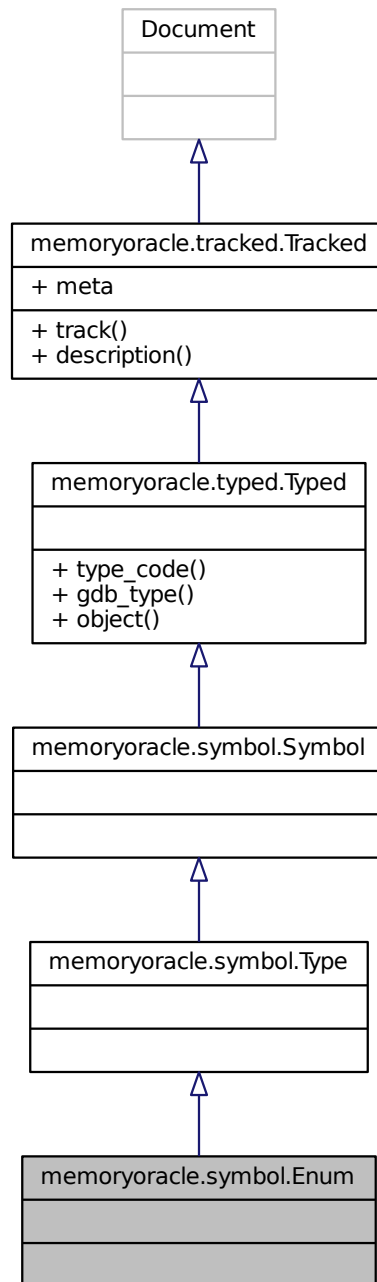 Document
memoryoracle.tracked.Tracked
+ meta
+ track()
+ description()
memoryoracle.typed.Typed
+ type_code()
+ gdb_type()
+ object()
memoryoracle.symbol.Symbol
memoryoracle.symbol.Type
memoryoracle.symbol.Enum